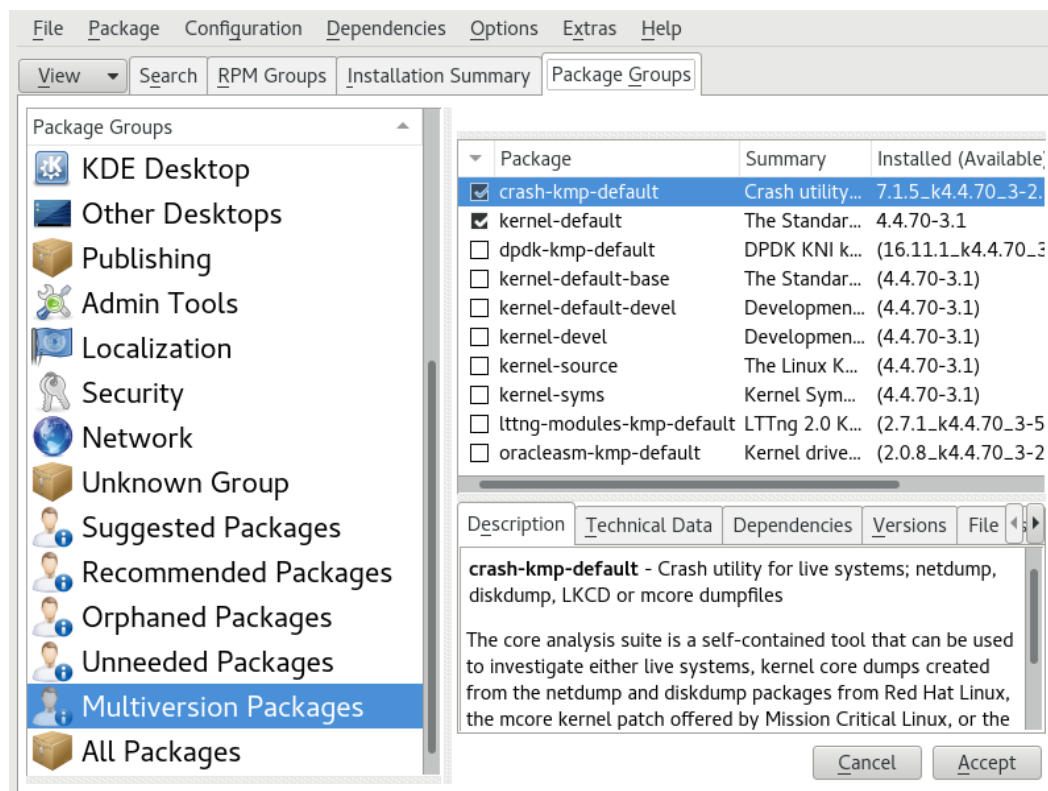 File Package Configuration Dependencies Options Extras Help
View Search RPM Groups Installation Summary Package Groups
Package Groups
KDE Desktop
Other Desktops
Publishing
Admin Tools
Localization
Security
Network
Unknown Group
Suggested Packages
Recommended Packages
Orphaned Packages
Unneeded Packages
Multiversion Packages
All Packages
Package Summary Installed (Available)
crash-kmp-default Crash utility... 7.1.5_k4.4.70_3-2.
kernel-default The Standar... 4.4.70-3.1
dpdk-kmp-default DPDK KNI k... (16.11.1_k4.4.70_3
kernel-default-base The Standar... (4.4.70-3.1)
kernel-default-devel Developmen... (4.4.70-3.1)
kernel-devel Developmen... (4.4.70-3.1)
kernel-source The Linux K... (4.4.70-3.1)
kernel-syms Kernel Sym... (4.4.70-3.1)
lttng-modules-kmp-default LTTng 2.0 K... (2.7.1_k4.4.70_3-5
oracleasm-kmp-default Kernel drive... (2.0.8_k4.4.70_3-2
Description Technical Data Dependencies Versions File
crash-kmp-default - Crash utility for live systems; netdump,
diskdump, LKCD or mcore dumpfiles
The core analysis suite is a self-contained tool that can be used
to investigate either live systems, kernel core dumps created
from the netdump and diskdump packages from Red Hat Linux,
the mcore kernel patch offered by Mission Critical Linux, or the
Cancel Accept